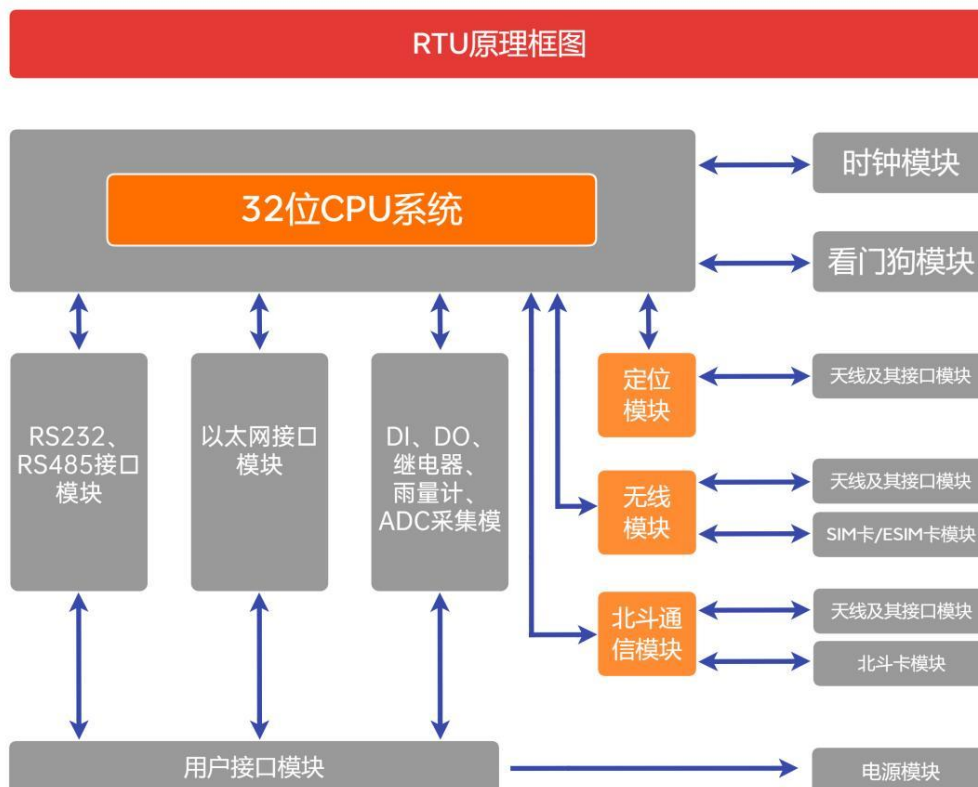 RTU原理框图
32位CPU系统
时钟模块
看门狗模块
RS232、
RS485接口
模块
以太网接口
模块
DI、DO、
继电器、
雨量计、
ADC采集模
定位
模块
天线及其接口模块
无线
模块
天线及其接口模块
SIM卡/ESIM卡模块
北斗通
信模块
天线及其接口模块
北斗卡模块
用户接口模块
电源模块